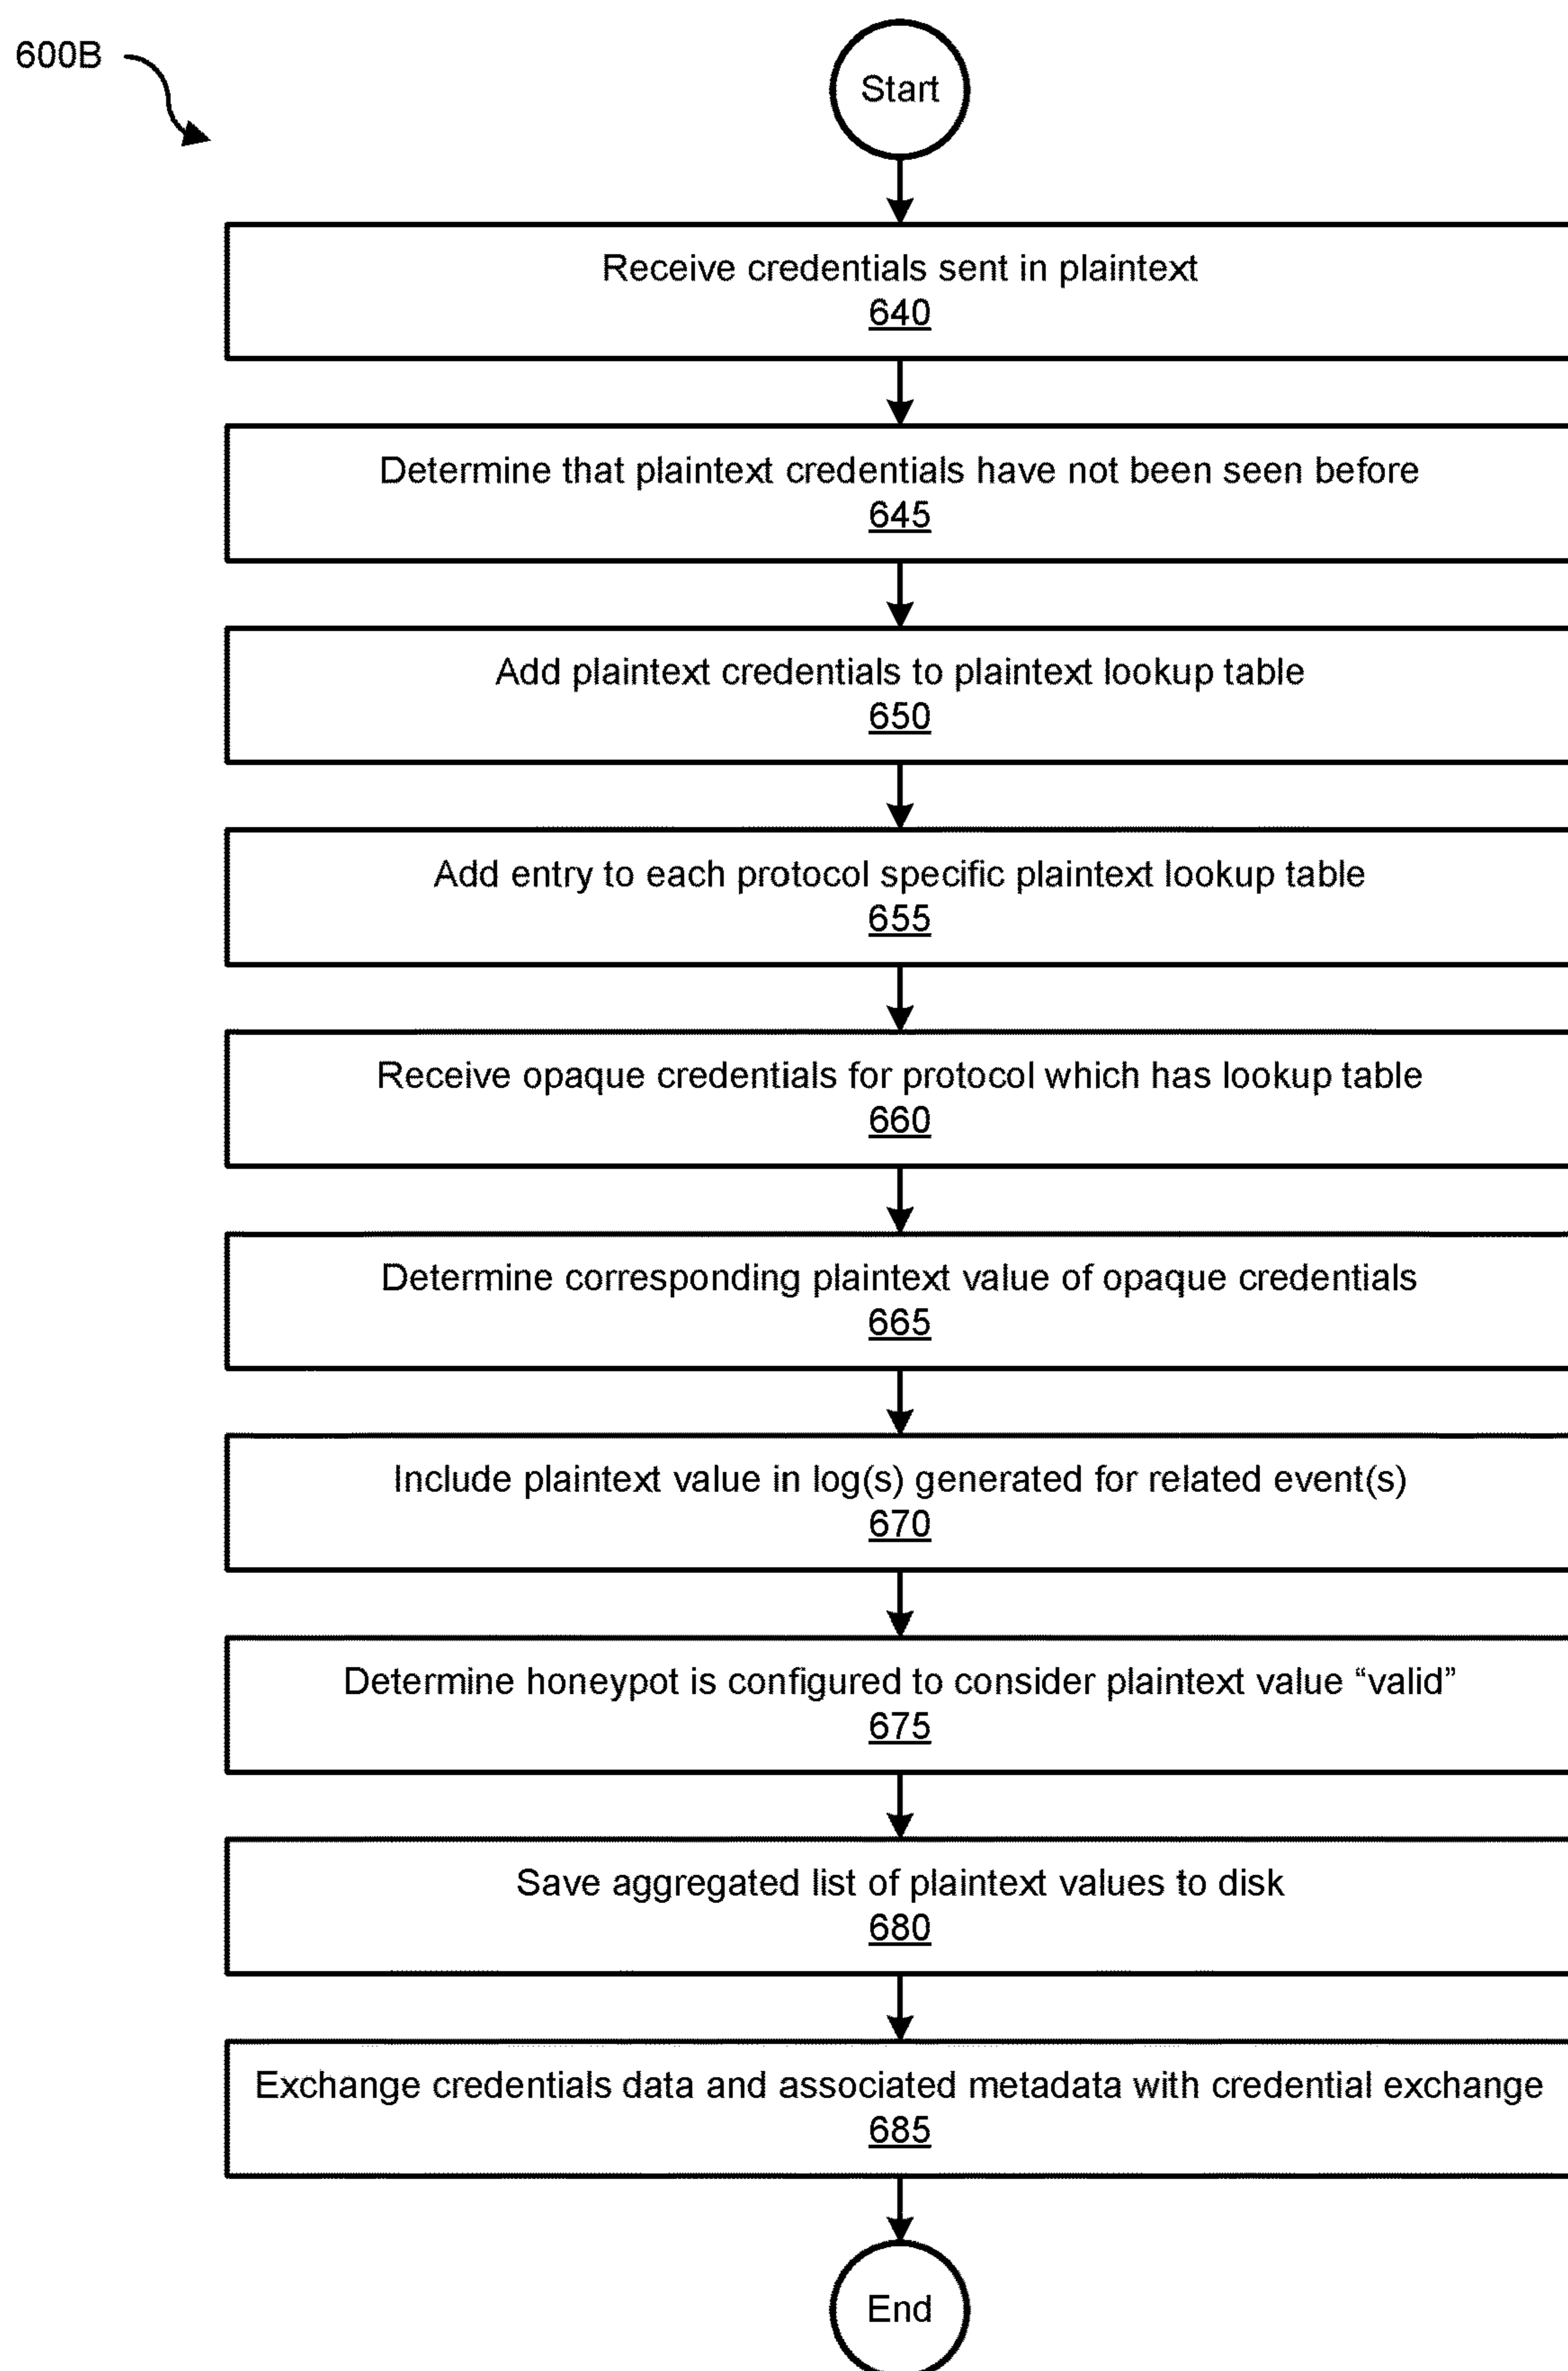 600B
Start
Receive credentials sent in plaintext
640
Determine that plaintext credentials have not been seen before
645
Add plaintext credentials to plaintext lookup table
650
Add entry to each protocol specific plaintext lookup table
655
Receive opaque credentials for protocol which has lookup table
660
Determine corresponding plaintext value of opaque credentials
665
Include plaintext value in log(s) generated for related event(s)
670
Determine honeypot is configured to consider plaintext value “valid”
675
Save aggregated list of plaintext values to disk
680
Exchange credentials data and associated metadata with credential exchange
685
End